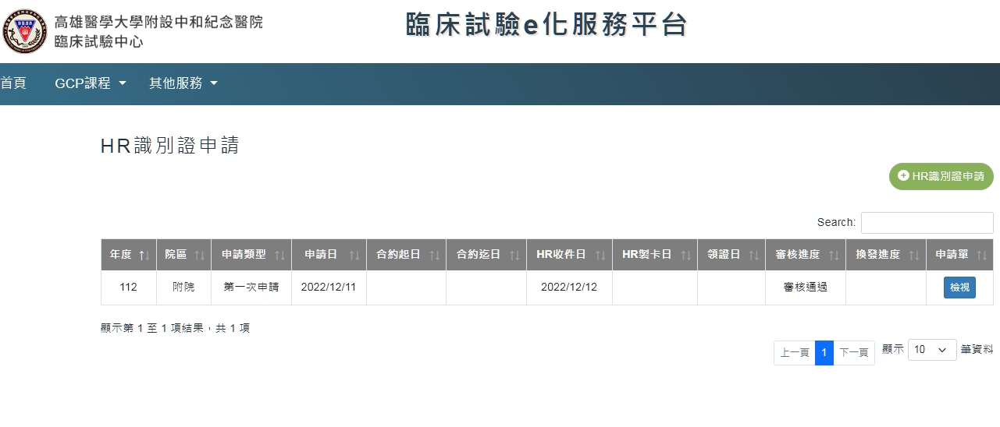 高雄醫學大學附設中和紀念醫院
臨床試驗中心
臨床試驗e化服務平台
首頁 GCP課程 其他服務
HR識別證申請
HR識別證申請
Search:
年度 院區 申請類型 申請日 合約起日 合約迄日 HR收件日 HR製卡日 領證日 審核進度 換發進度 申請單
112 附院 第一次申請 2022/12/11 2022/12/12 審核通過 檢視
顯示第 1 至 1 項結果，共 1 項
上一頁 1 下一頁 顯示 10 筆資料